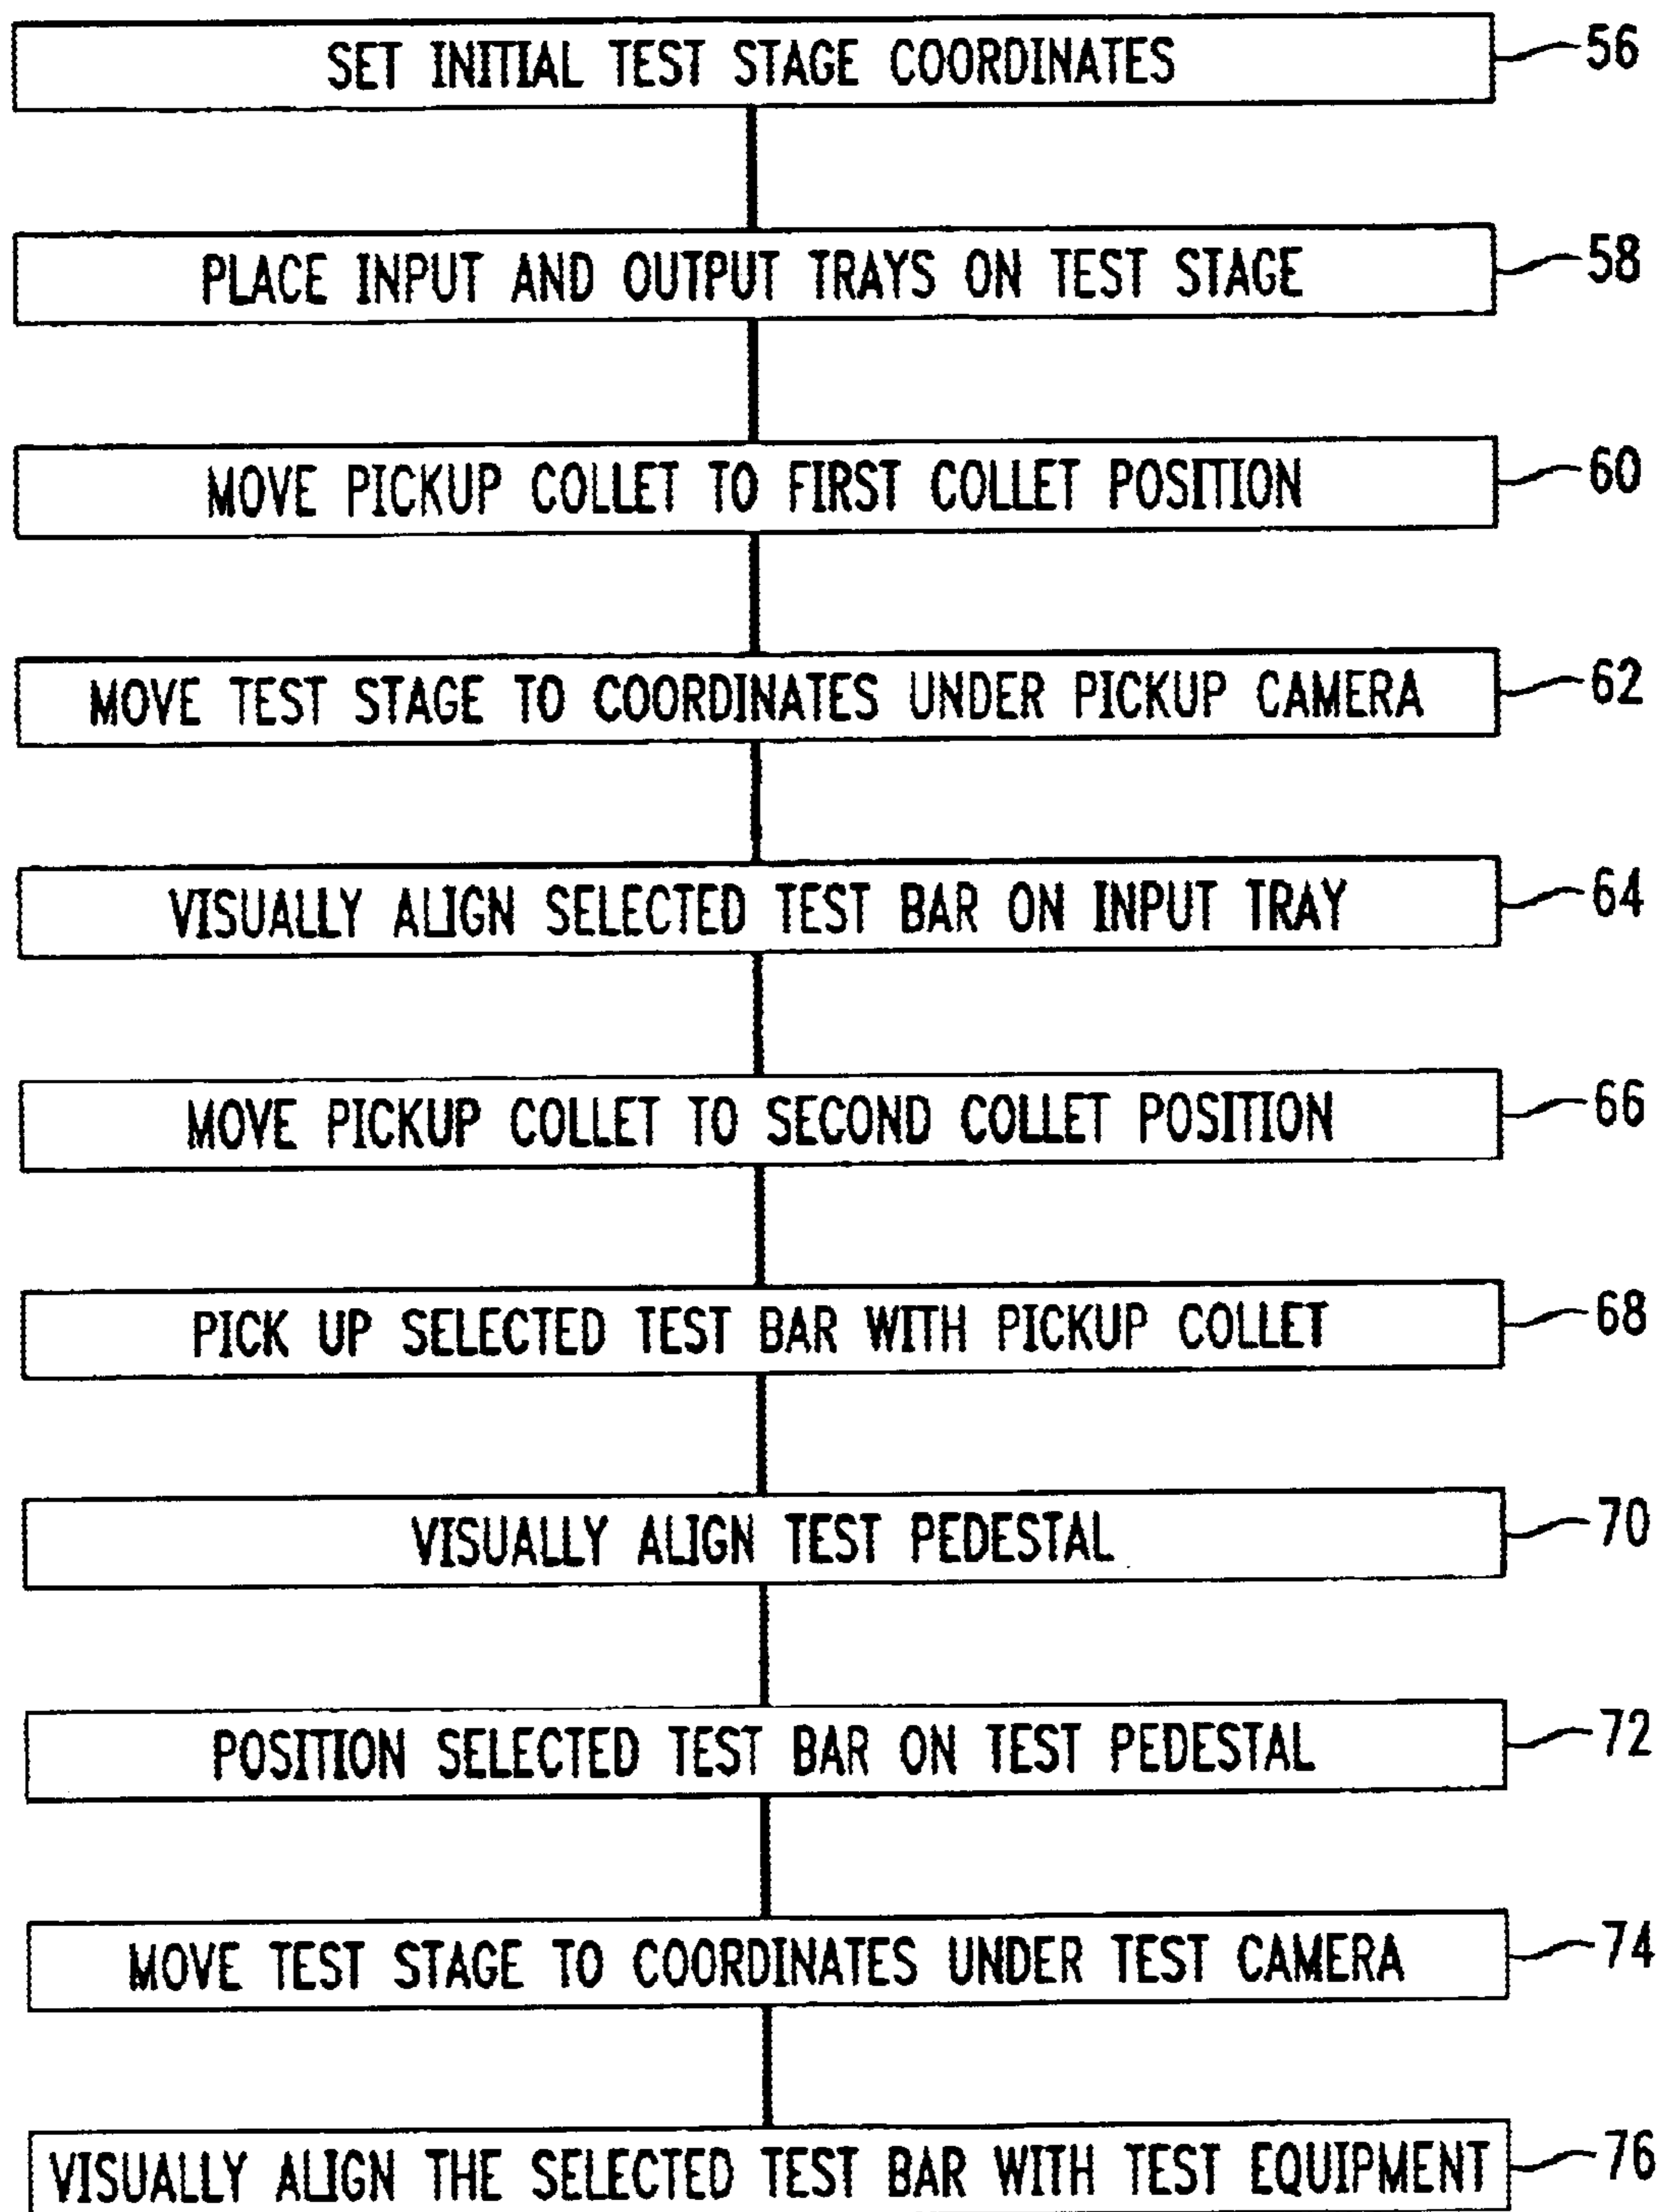 SET INITIAL TEST STAGE COORDINATES 56
PLACE INPUT AND OUTPUT TRAYS ON TEST STAGE 58
MOVE PICKUP COLLET TO FIRST COLLET POSITION 60
MOVE TEST STAGE TO COORDINATES UNDER PICKUP CAMERA 62
VISUALLY ALIGN SELECTED TEST BAR ON INPUT TRAY 64
MOVE PICKUP COLLET TO SECOND COLLET POSITION 66
PICK UP SELECTED TEST BAR WITH PICKUP COLLET 68
VISUALLY ALIGN TEST PEDESTAL 70
POSITION SELECTED TEST BAR ON TEST PEDESTAL 72
MOVE TEST STAGE TO COORDINATES UNDER TEST CAMERA 74
VISUALLY ALIGN THE SELECTED TEST BAR WITH TEST EQUIPMENT 76